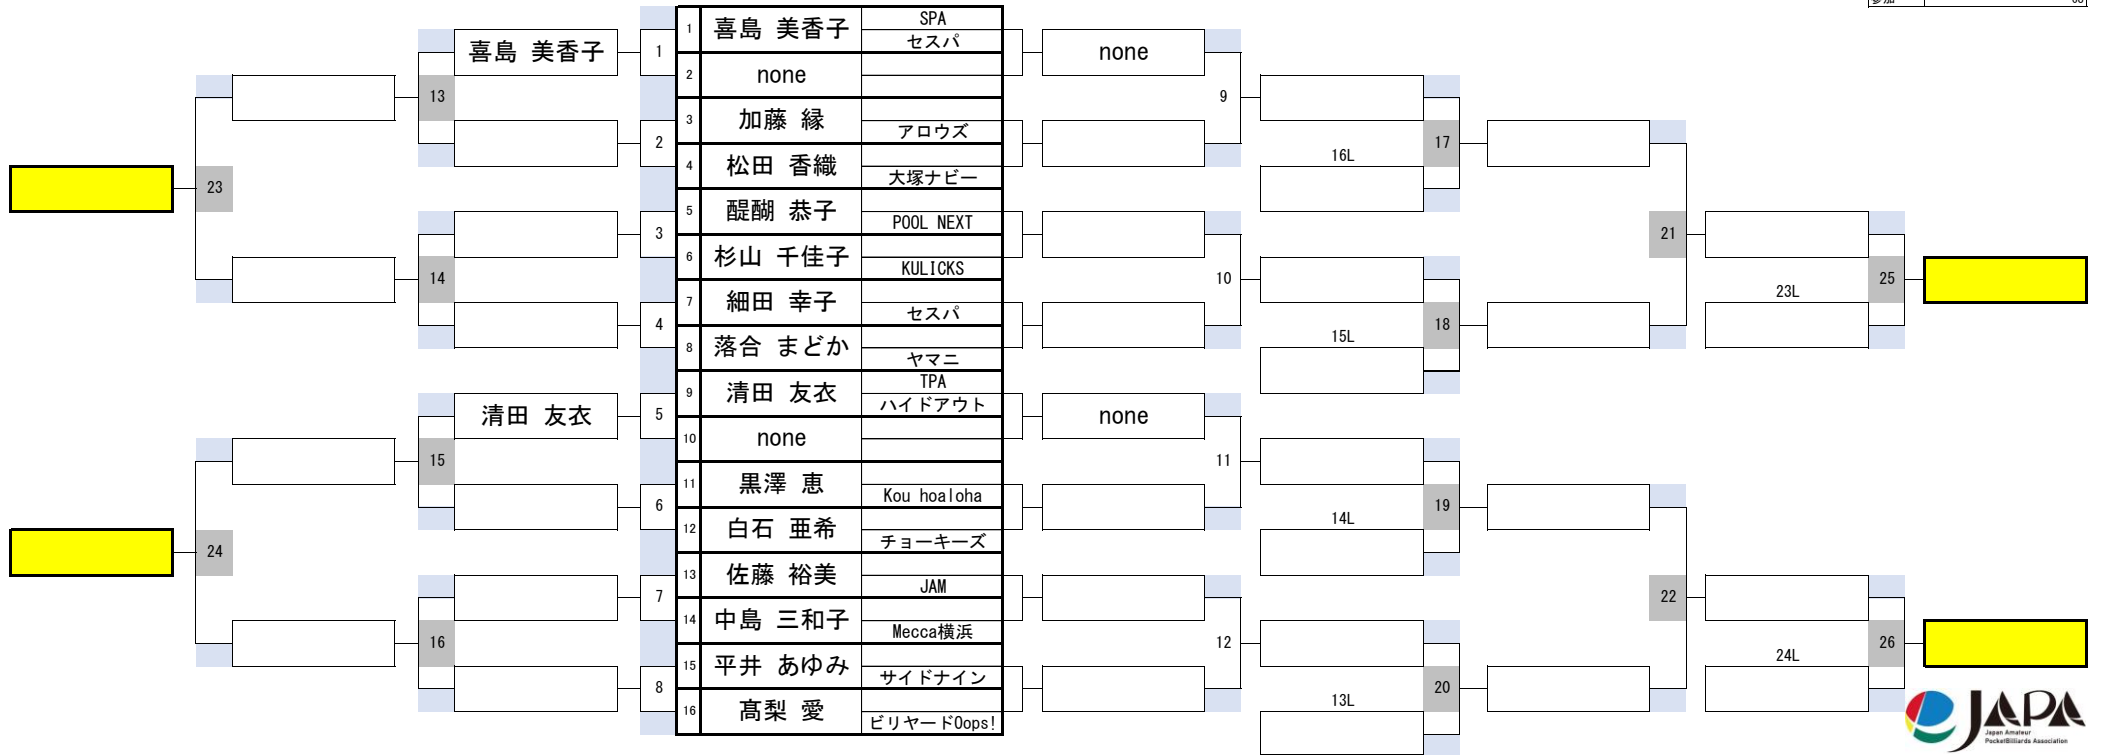 参加
1 喜島 美香子 SPA セスパ
2 none
3 加藤 縁 アロウズ
4 松田 香織 大塚ナビー
5 醍醐 恭子 POOL NEXT
6 杉山 千佳子 KULICKS
7 細田 幸子 セスパ
8 落合 まどか ヤマニ
9 清田 友衣 TPA ハイドアウト
10 none
11 黒澤 恵 Kou hoaloha
12 白石 亜希 チョーキーズ
13 佐藤 裕美 JAM
14 中島 三和子 Mecca横浜
15 平井 あゆみ サイドナイン
16 髙梨 愛 ビリヤードOops!
喜島 美香子 1
2
3
4
清田 友衣 5
6
7
8
13
14
15
16
23
24
none
none
9
10
11
12
16L
15L
14L
13L
17
18
19
20
21
22
23L
24L
25
26
JAPA
Japan Amateur
PocketBilliards Association